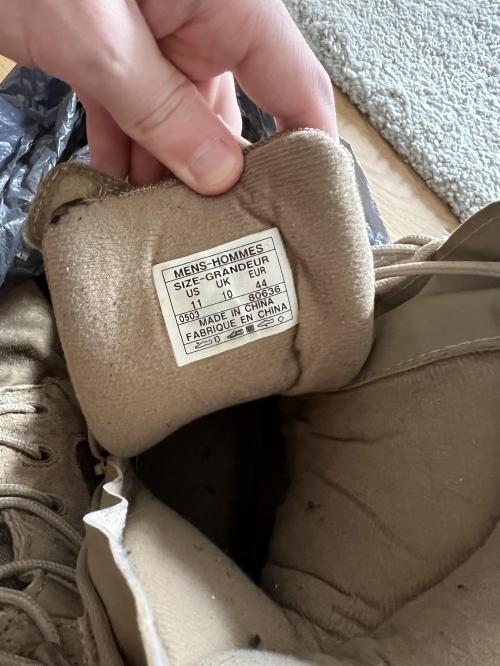 MENS-HOMMES
SIZE-GRANDEUR
US UK EUR
11 10 44
0503 80636
MADE IN CHINA
FABRIQUE EN CHINA